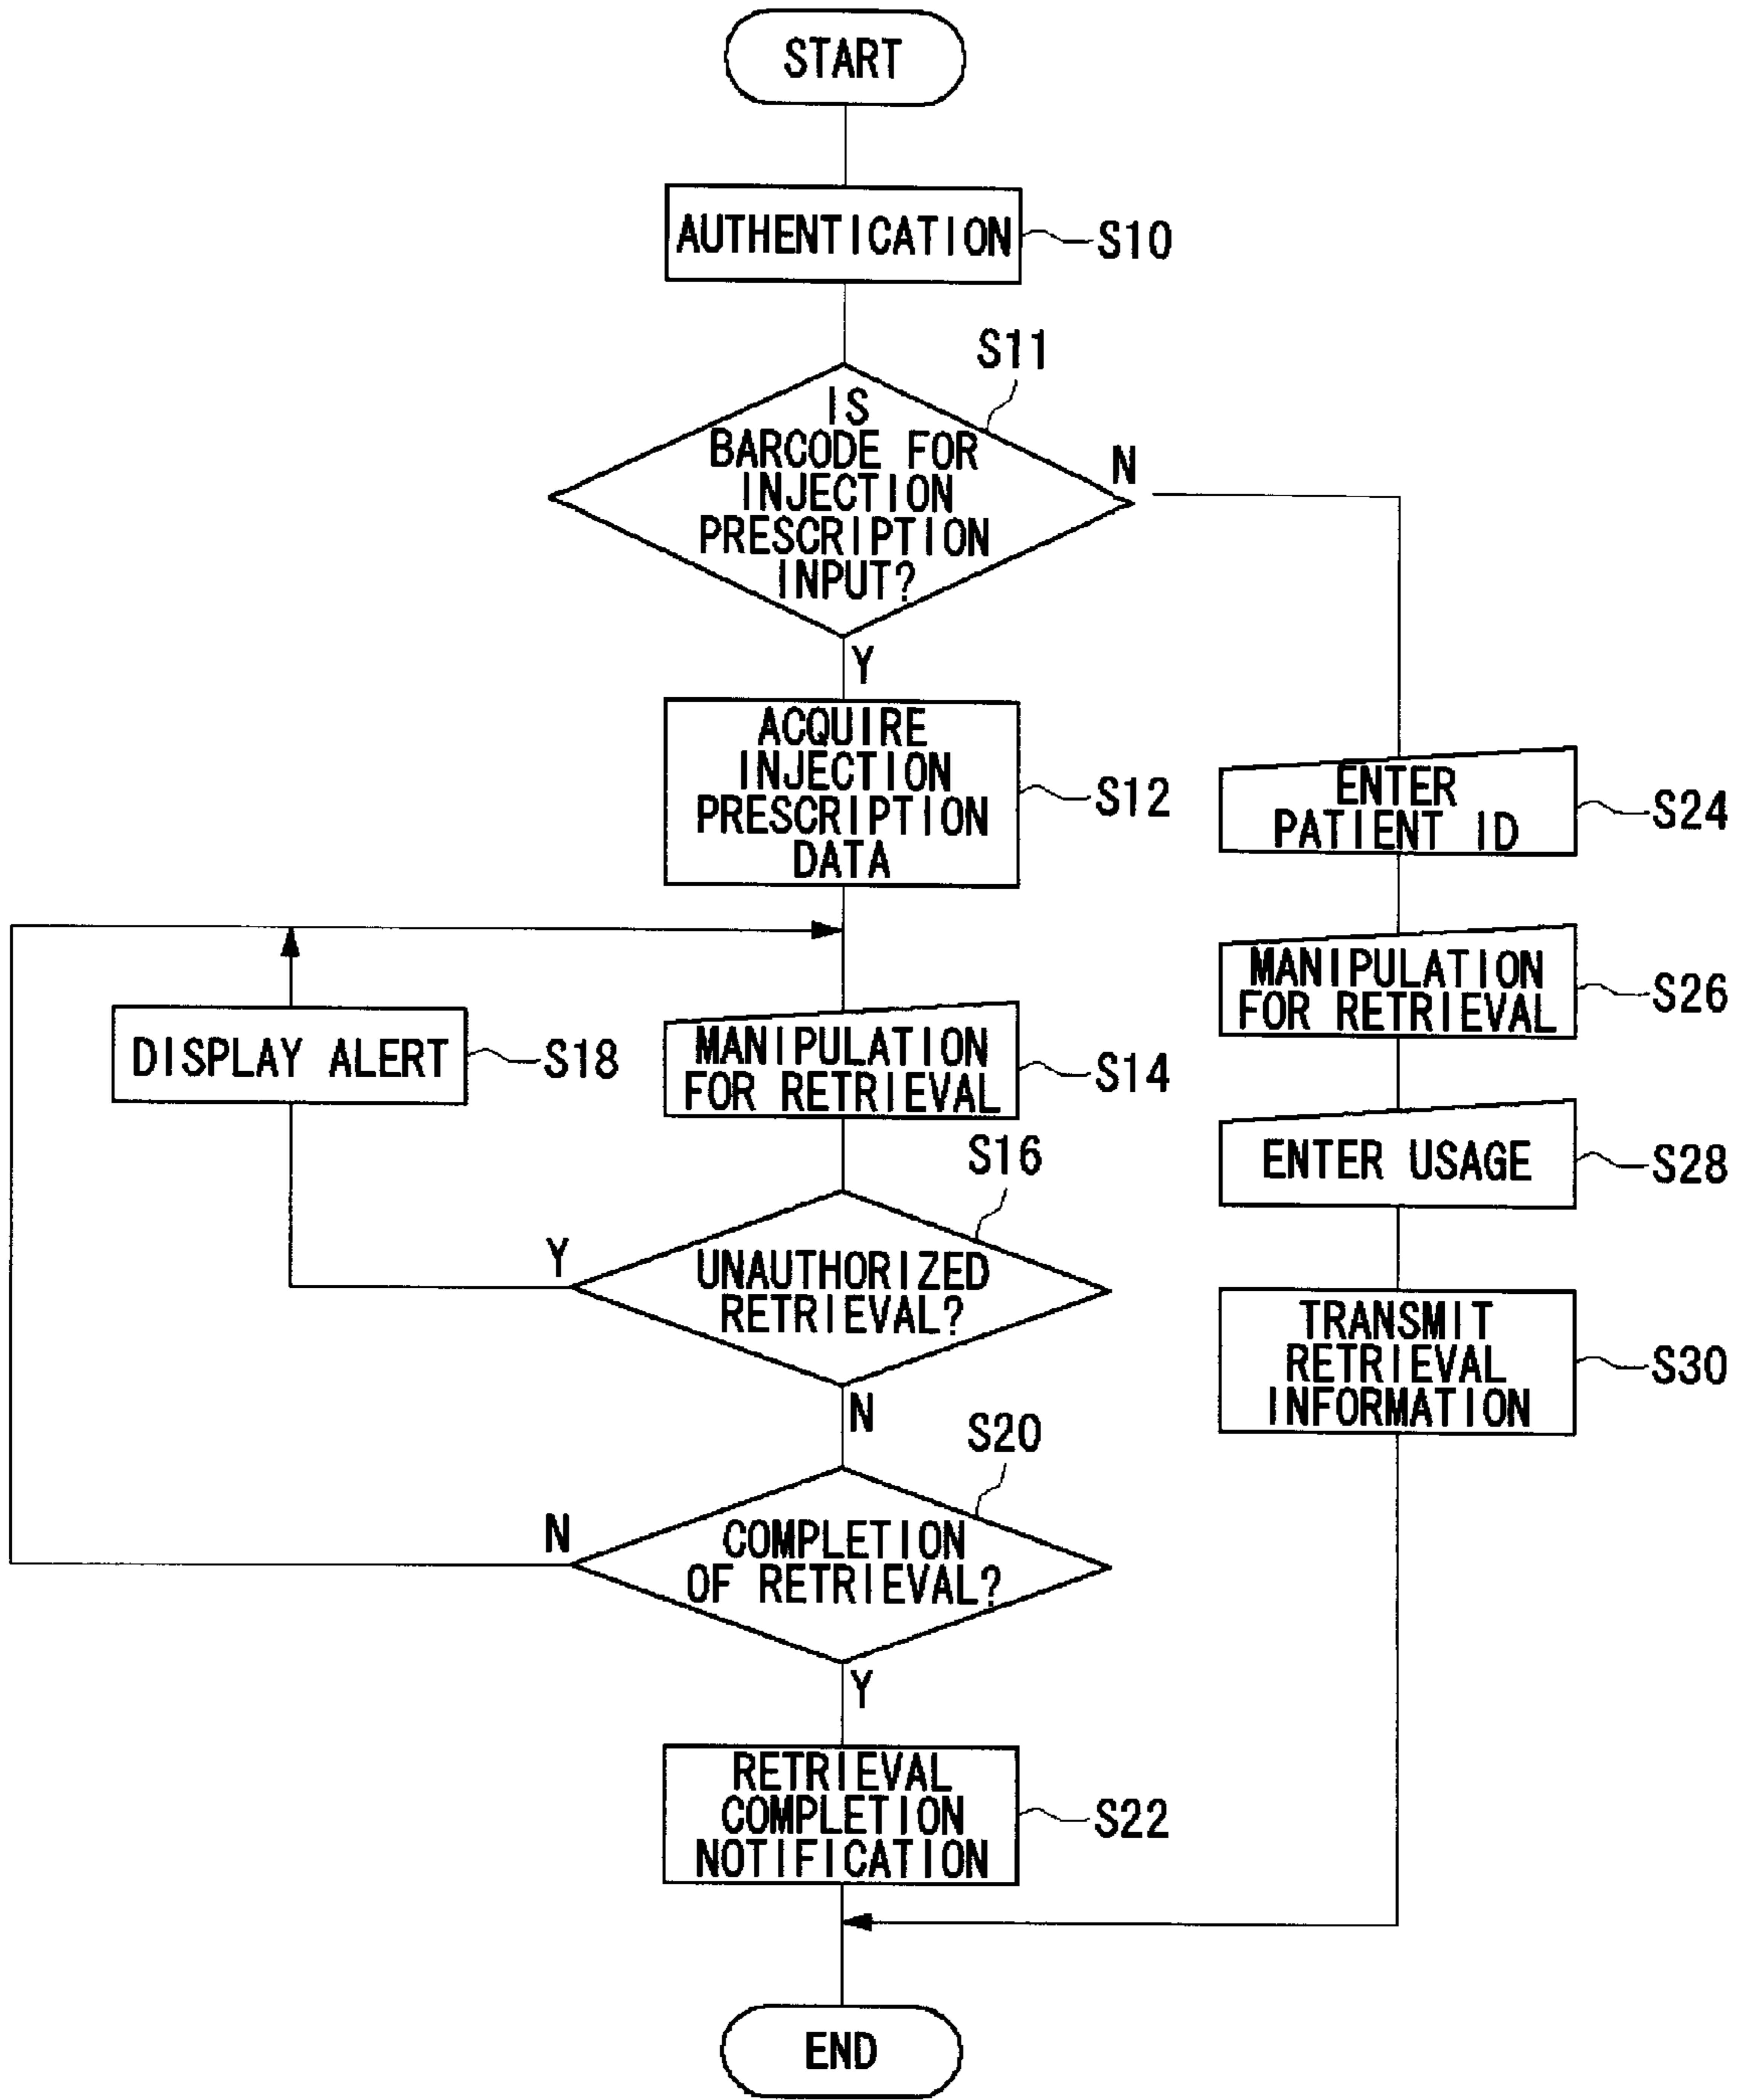 START
AUTHENTICATION
S10
S11
IS
BARCODE FOR
INJECTION
PRESCRIPTION
INPUT?
N
Y
ACQUIRE
INJECTION
PRESCRIPTION
DATA
S12
ENTER
PATIENT ID
S24
MANIPULATION
FOR RETRIEVAL
S26
DISPLAY ALERT
S18
MANIPULATION
FOR RETRIEVAL
S14
ENTER USAGE
S28
S16
Y
UNAUTHORIZED
RETRIEVAL?
N
TRANSMIT
RETRIEVAL
INFORMATION
S30
S20
N
COMPLETION
OF RETRIEVAL?
Y
RETRIEVAL
COMPLETION
NOTIFICATION
S22
END